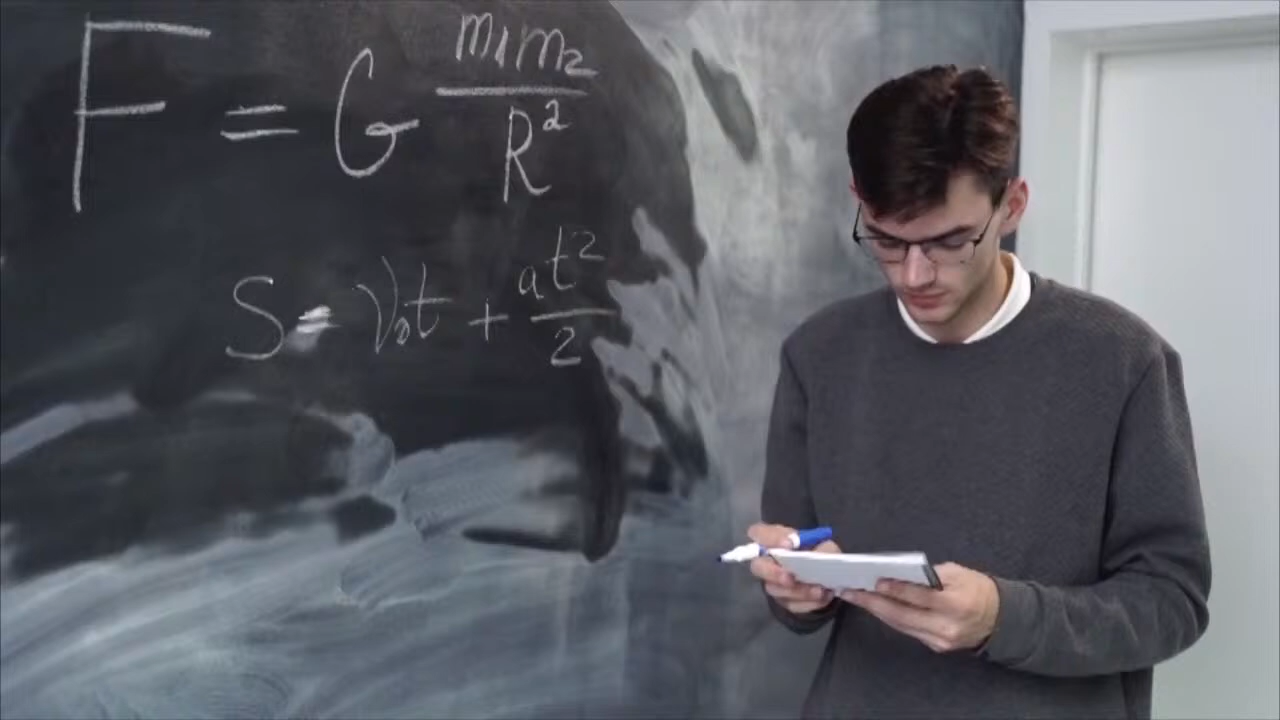 F = G m₁m₂/R²
S = V₀t + at²/2